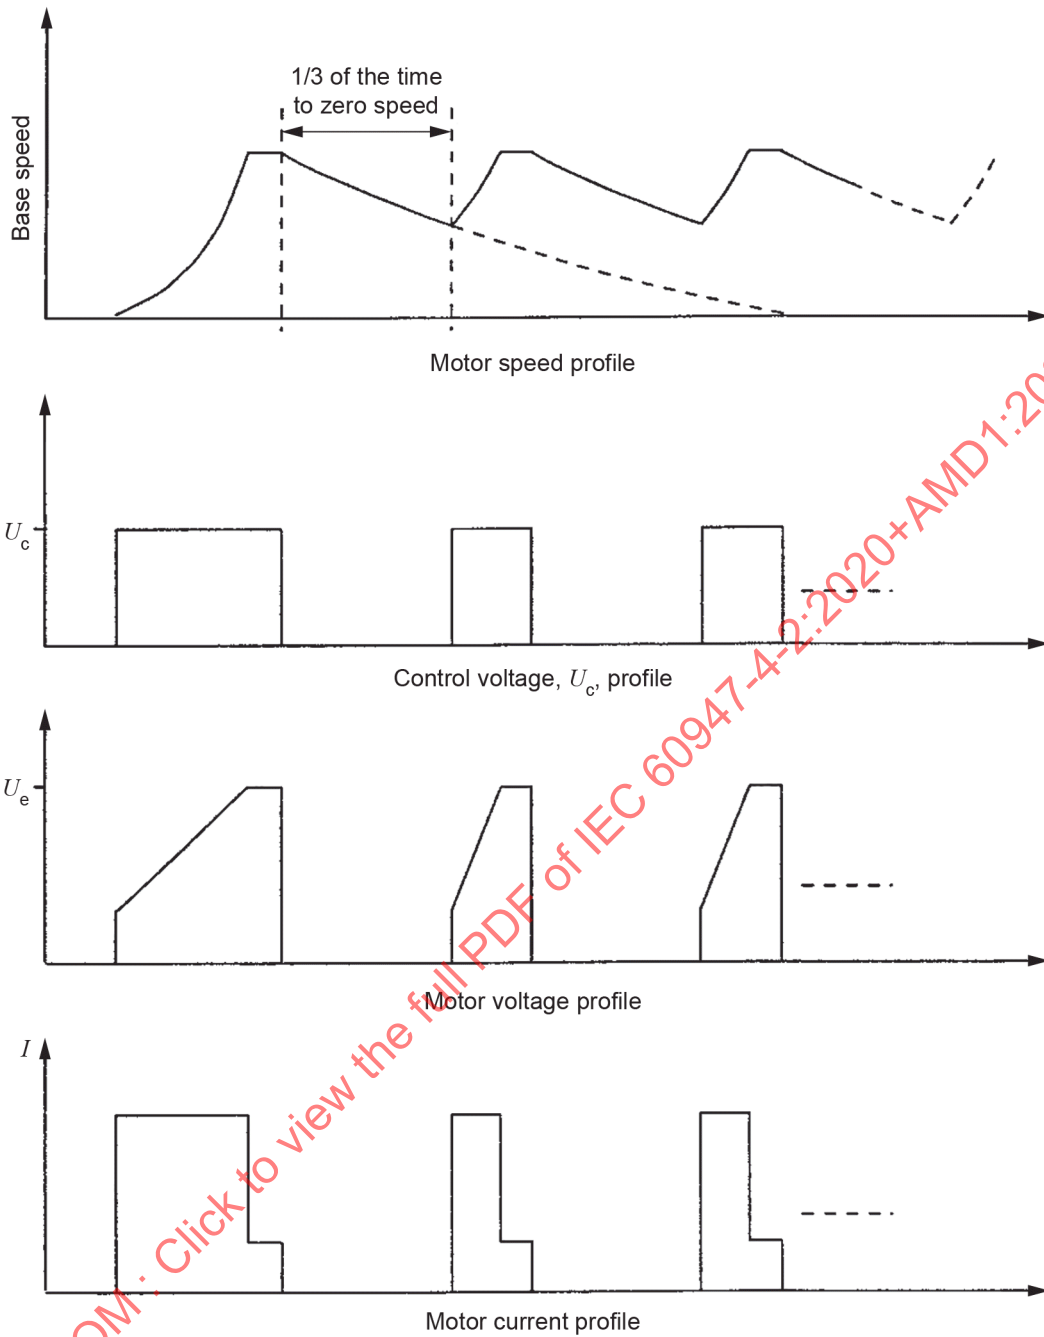 1/3 of the time
to zero speed
Base speed
Motor speed profile
Uc
Control voltage, Uc, profile
Ue
Motor voltage profile
I
Motor current profile
OM : Click to view the full PDF of IEC 60947-4-2:2020+AMD1:20